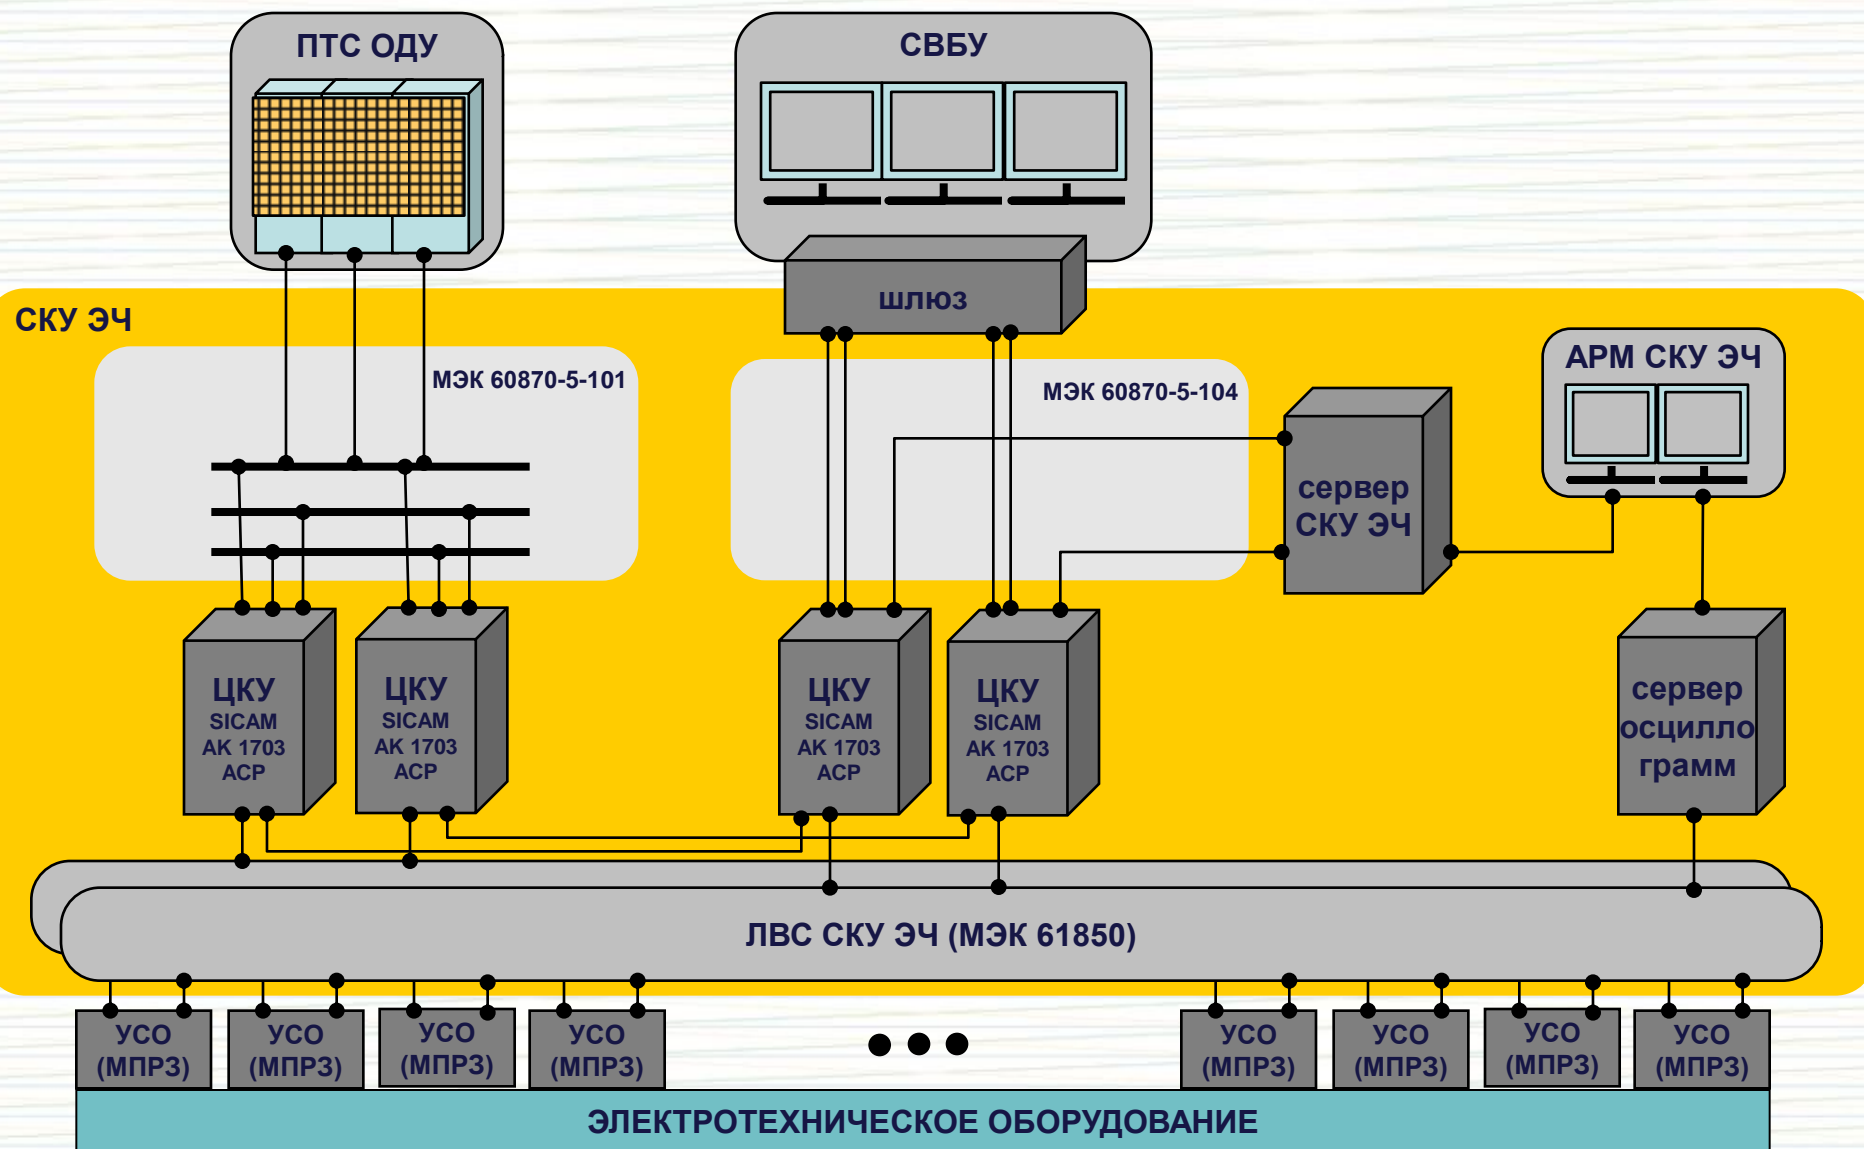 ПТС ОДУ
СВБУ
шлюз
СКУ ЭЧ
МЭК 60870-5-101
МЭК 60870-5-104
АРМ СКУ ЭЧ
сервер
СКУ ЭЧ
ЦКУ
SICAM
AK 1703
ACP
ЦКУ
SICAM
AK 1703
ACP
ЦКУ
SICAM
AK 1703
ACP
ЦКУ
SICAM
AK 1703
ACP
сервер
осцилло
грамм
ЛВС СКУ ЭЧ (МЭК 61850)
УСО
(МПРЗ)
УСО
(МПРЗ)
УСО
(МПРЗ)
УСО
(МПРЗ)
УСО
(МПРЗ)
УСО
(МПРЗ)
УСО
(МПРЗ)
УСО
(МПРЗ)
ЭЛЕКТРОТЕХНИЧЕСКОЕ ОБОРУДОВАНИЕ